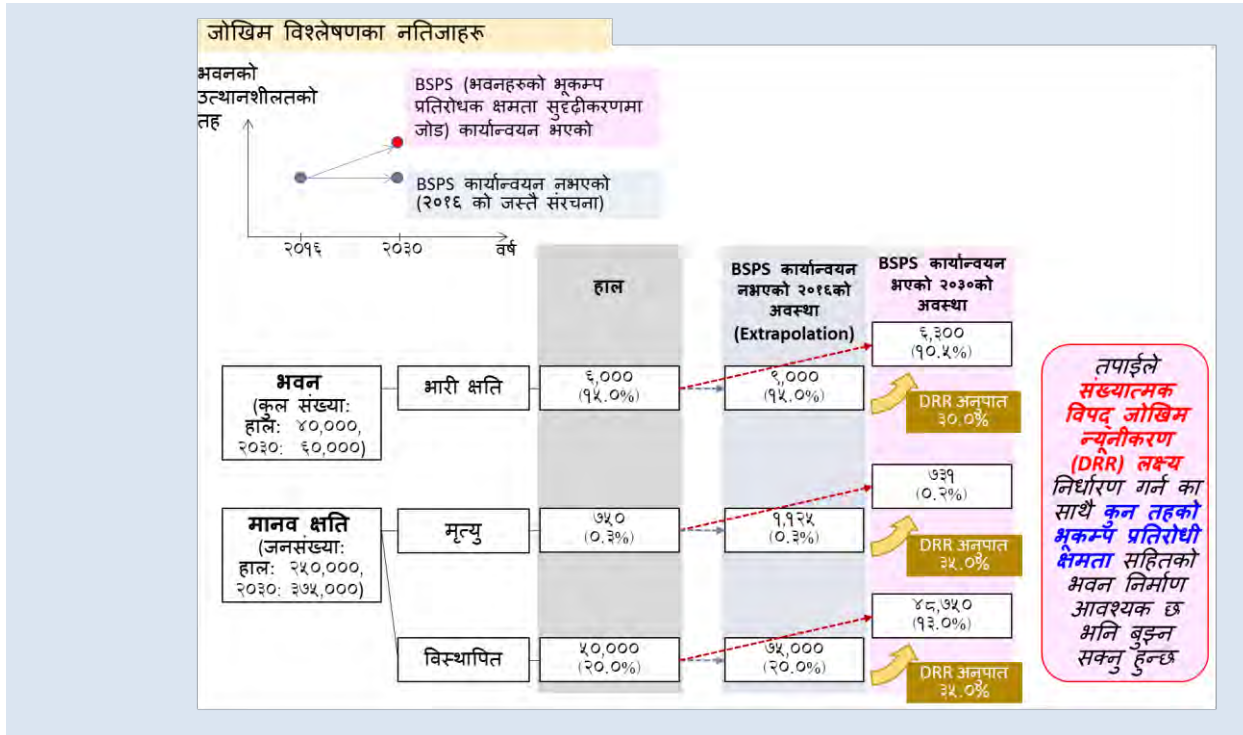 जोखिम विश्लेषणका नतिजाहरू
भवनको
उत्थानशीलतको
तह
BSPS (भवनहरुको भूकम्प
प्रतिरोधक क्षमता सुदृढीकरणमा
जोड) कार्यान्वयन भएको
BSPS कार्यान्वयन नभएको
(२०१६ को जस्तै संरचना)
२०१६
२०३०
वर्ष
हाल
BSPS कार्यान्वयन
नभएको २०१६को
अवस्था
(Extrapolation)
BSPS कार्यान्वयन
भएको २०३०को
अवस्था
भवन
(कुल संख्या:
हाल: ४०,०००,
२०३०: ६०,०००)
भारी क्षति
६,०००
(१५.०%)
९,०००
(१५.०%)
६,३००
(१०.५%)
DRR अनुपात
३०.०%
मानव क्षति
(जनसंख्या:
हाल: २५०,०००,
२०३०: ३७५,०००)
मृत्यु
७५०
(०.३%)
१,१२५
(०.३%)
७३१
(०.२%)
DRR अनुपात
३५.०%
विस्थापित
५०,०००
(२०.०%)
७५,०००
(२०.०%)
४८,७५०
(१३.०%)
DRR अनुपात
३५.०%
तपाईले
संख्यात्मक
विपद् जोखिम
न्यूनीकरण
(DRR) लक्ष्य
निर्धारण गर्न का
साथै कुन तहको
भूकम्प प्रतिरोधी
क्षमता सहितको
भवन निर्माण
आवश्यक छ
भनि बुझ्न
सक्नु हुन्छ